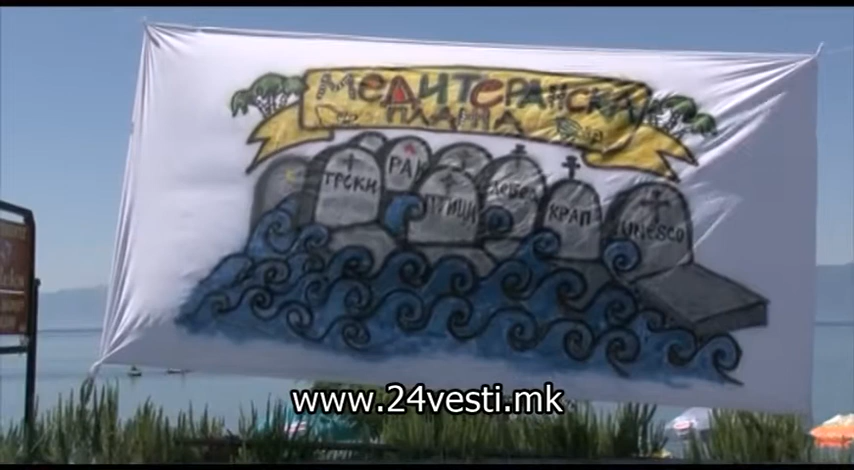 МЕДИТЕРАНСКА
ПЛАЖА
ТРСКИ
РАК
ПТИЦИ
КРАП
UNESCO
www.24vesti.mk